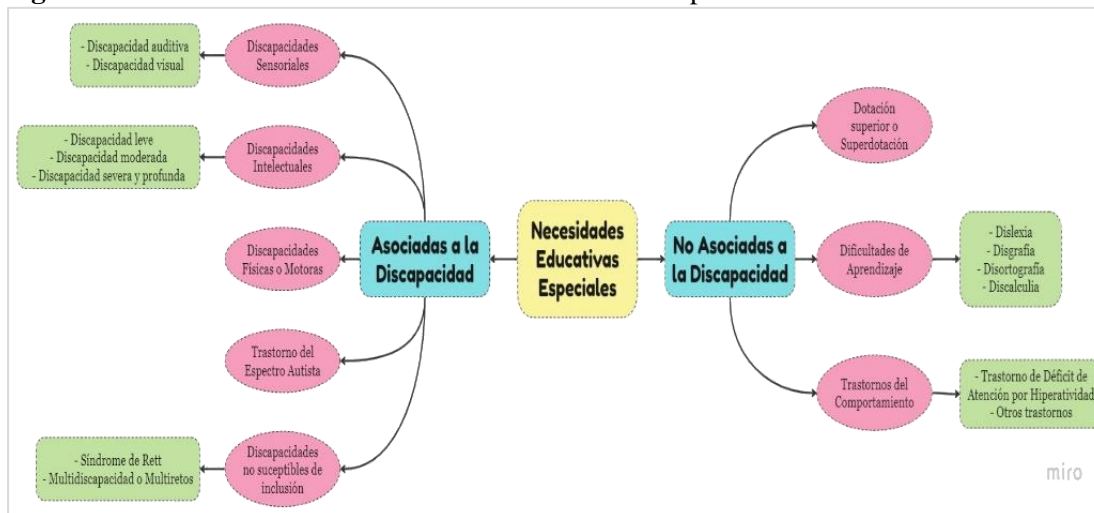 - Discapacidad auditiva
- Discapacidad visual
Discapacidades
Sensoriales
- Discapacidad leve
- Discapacidad moderada
- Discapacidad severa y profunda
Discapacidades
Intelectuales
Discapacidades
Físicas o Motoras
Trastorno del
Espectro Autista
- Síndrome de Rett
- Multidiscapacidad o Multiretos
Discapacidades
no suceptibles de
inclusión
Asociadas a la
Discapacidad
Necesidades
Educativas
Especiales
No Asociadas a
la Discapacidad
Dotación
superior o
Superdotación
Dificultades de
Aprendizaje
- Dislexia
- Disgrafía
- Disortografía
- Discalculia
Trastornos del
Comportamiento
- Trastorno de Déficit de
Atención por Hiperatividad
- Otros trastornos
miro